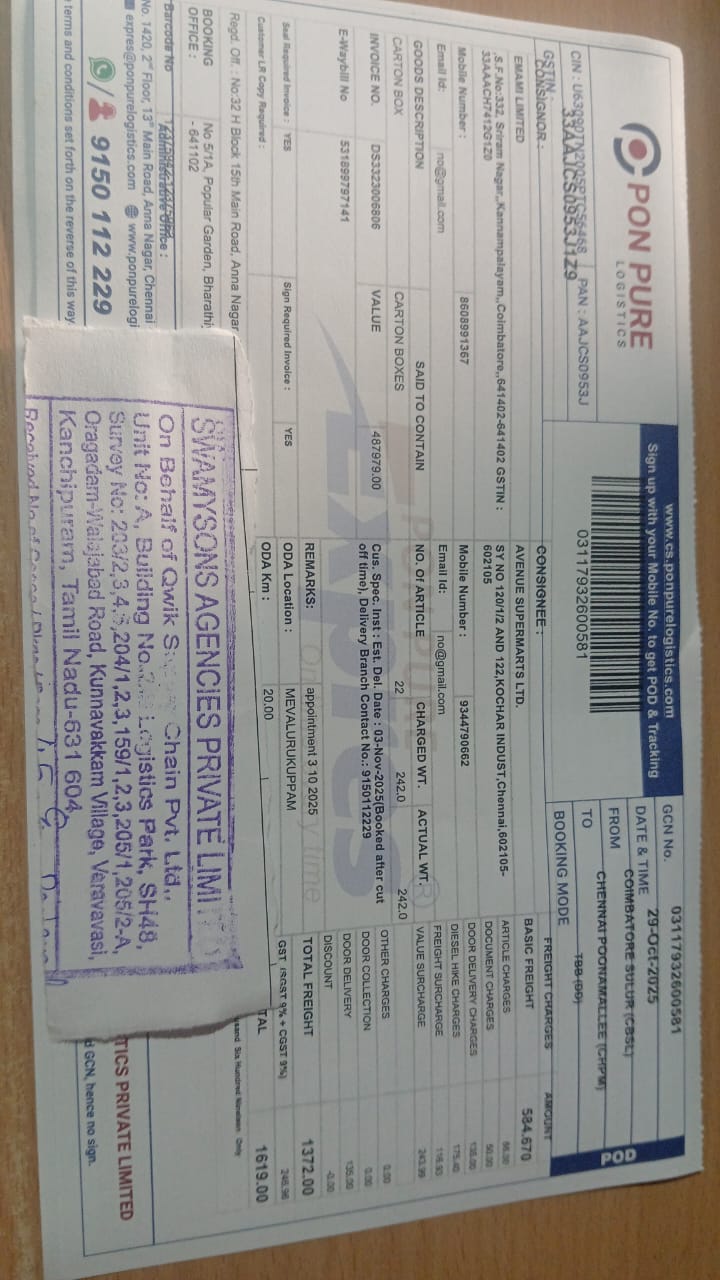 PON PURE
LOGISTICS
CIN : U63090TN2005PTC56468 PAN : AAJCS0953J
GSTIN :
33AAJCS0953J1Z9
www.cs.ponpurelogistics.com
Sign up with your Mobile No. to get POD & Tracking
03117932600581
GCN No. 03117932600581
DATE & TIME 29-Oct-2025
FROM COIMBATORE SULUR (CBSL)
TO CHENNAI POONAMALLEE (CHPM)
BOOKING MODE TBB (DD)
POD
CONSIGNOR :
EMAMI LIMITED
,S.F.No:332, Sriram Nagar,,Kannampalayam,,Coimbatore,,641402-641402 GSTIN :
33AAACH7412G1Z0
Mobile Number : 8608991367
Email Id: no@gmail.com
CONSIGNEE :
AVENUE SUPERMARTS LTD.
SY NO 120/1/2 AND 122,KOCHAR INDUST,Chennai,602105-
602105
Mobile Number : 9344790662
Email Id: no@gmail.com
GOODS DESCRIPTION SAID TO CONTAIN NO. Of ARTICLE CHARGED WT. ACTUAL WT.
CARTON BOX CARTON BOXES 22 242.0 242.0
INVOICE NO. DS3323006806 VALUE 487979.00
Cus. Spec. Inst : Est. Del. Date : 03-Nov-2025(Booked after cut
off time), Delivery Branch Contact No.: 9150112229
E-Waybill No 531899797141
REMARKS: appointment 3 10 2025
Seal Required Invoice : YES Sign Required Invoice : YES
ODA Location : MEVALURUKUPPAM
Customer LR Copy Required :
ODA Km : 20.00
FREIGHT CHARGES AMOUNT
BASIC FREIGHT 584.670
ARTICLE CHARGES 66.00
DOCUMENT CHARGES 50.00
DOOR DELIVERY CHARGES 135.00
DIESEL HIKE CHARGES 175.40
FREIGHT SURCHARGE 116.93
VALUE SURCHARGE 243.99
OTHER CHARGES 0.00
DOOR COLLECTION 0.00
DOOR DELIVERY 135.00
DISCOUNT -0.00
TOTAL FREIGHT 1372.00
GST (SGST 9% + CGST 9%) 246.96
TAL 1619.00
usand Six Hundred Nineteen Only
Regd. Off. : No:32 H Block 15th Main Road, Anna Nagar
BOOKING OFFICE : No 5/1A, Popular Garden, Bharathi
- 641102
Barcode No
Administrative office :
No. 1420, 2nd Floor, 13th Main Road, Anna Nagar, Chennai
expres@ponpurelogistics.com www.ponpurelogi
9150 112 229
terms and conditions set forth on the reverse of this way
TICS PRIVATE LIMITED
d GCN, hence no sign.
SWAMYSONS AGENCIES PRIVATE LIMI
On Behalf of Qwik Chain Pvt. Ltd.,
Unit No: A, Building No. Logistics Park, SH48,
Survey No: 203/2,3,4, 204/1,2,3,159/1,2,3,205/1,205/2-A,
Oragadam-Walajabad Road, Kunnavakkam Village, Varavavasi,
Kanchipuram, Tamil Nadu-631 604